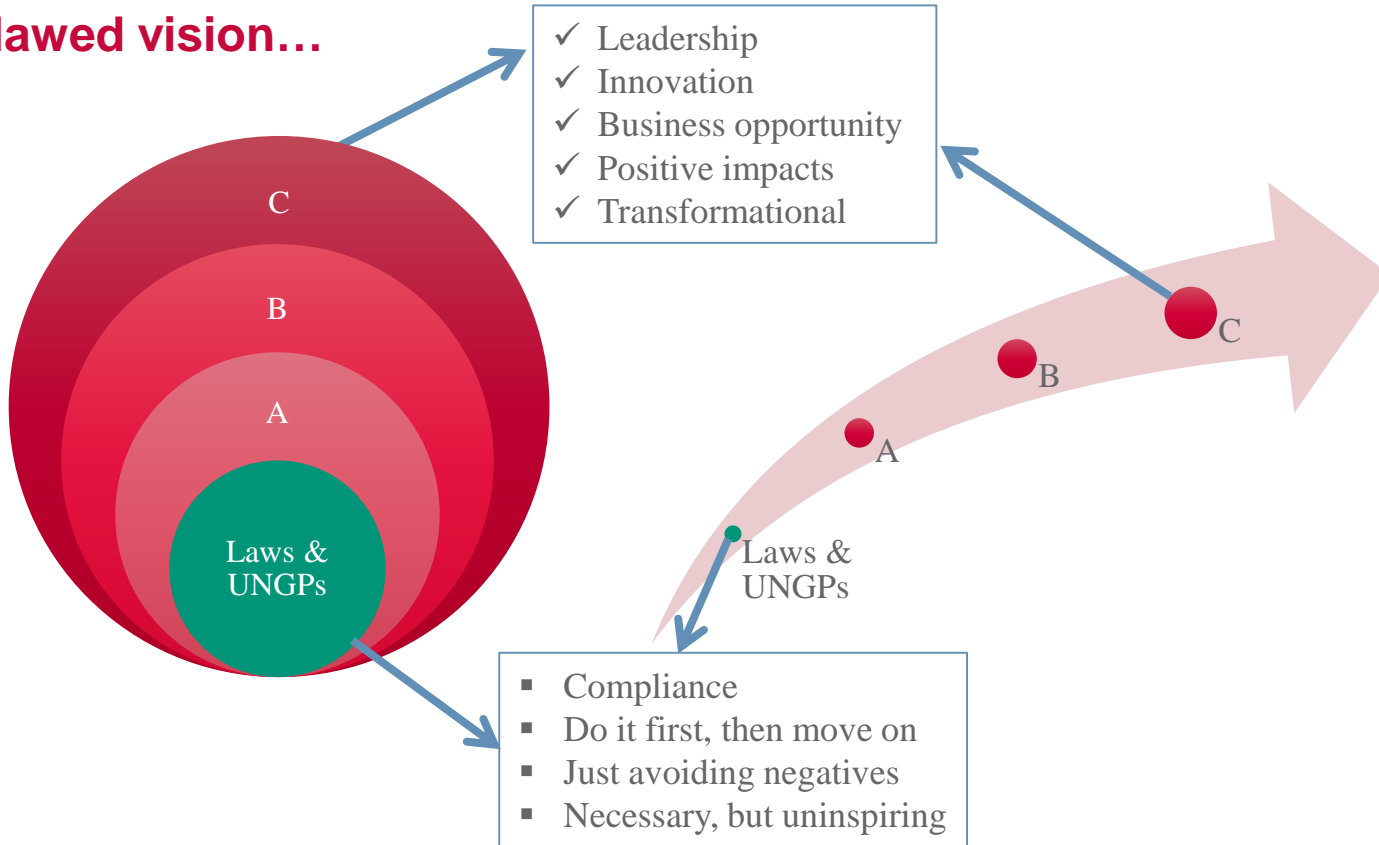 lawed vision…
✓ Leadership
✓ Innovation
✓ Business opportunity
✓ Positive impacts
✓ Transformational
C
B
A
Laws &
UNGPs
C
B
A
Laws &
UNGPs
▪ Compliance
▪ Do it first, then move on
▪ Just avoiding negatives
▪ Necessary, but uninspiring